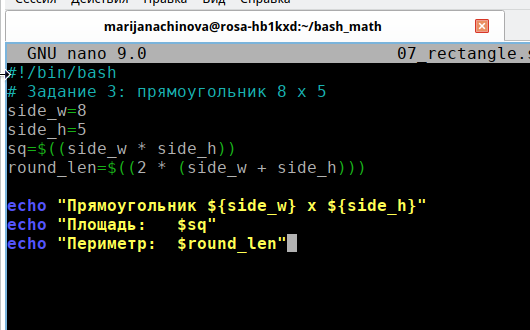 Сессия Действия Правка Вид Справка
marijanachinova@rosa-hb1kxd:~/bash_math
GNU nano 9.0 07_rectangle.s
#!/bin/bash
# Задание 3: прямоугольник 8 x 5
side_w=8
side_h=5
sq=$((side_w * side_h))
round_len=$((2 * (side_w + side_h)))
echo "Прямоугольник ${side_w} x ${side_h}"
echo "Площадь:   $sq"
echo "Периметр:  $round_len"